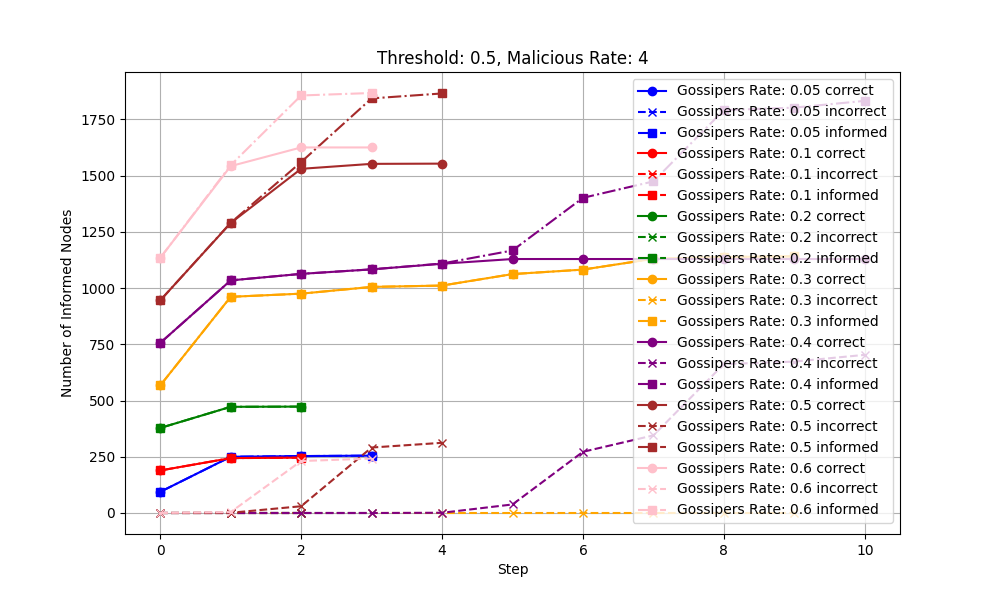 Threshold: 0.5, Malicious Rate: 4
Number of Informed Nodes
1750
1500
1250
1000
750
500
250
0
0
2
4
6
8
10
Step
Gossipers Rate: 0.05 correct
Gossipers Rate: 0.05 incorrect
Gossipers Rate: 0.05 informed
Gossipers Rate: 0.1 correct
Gossipers Rate: 0.1 incorrect
Gossipers Rate: 0.1 informed
Gossipers Rate: 0.2 correct
Gossipers Rate: 0.2 incorrect
Gossipers Rate: 0.2 informed
Gossipers Rate: 0.3 correct
Gossipers Rate: 0.3 incorrect
Gossipers Rate: 0.3 informed
Gossipers Rate: 0.4 correct
Gossipers Rate: 0.4 incorrect
Gossipers Rate: 0.4 informed
Gossipers Rate: 0.5 correct
Gossipers Rate: 0.5 incorrect
Gossipers Rate: 0.5 informed
Gossipers Rate: 0.6 correct
Gossipers Rate: 0.6 incorrect
Gossipers Rate: 0.6 informed